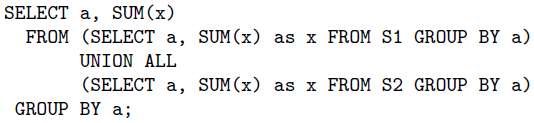 SELECT a, SUM(x)
FROM (SELECT a, SUM(x) as x FROM S1 GROUP BY a)
UNION ALL
(SELECT a, SUM(x) as x FROM S2 GROUP BY a)
GROUP BY a;